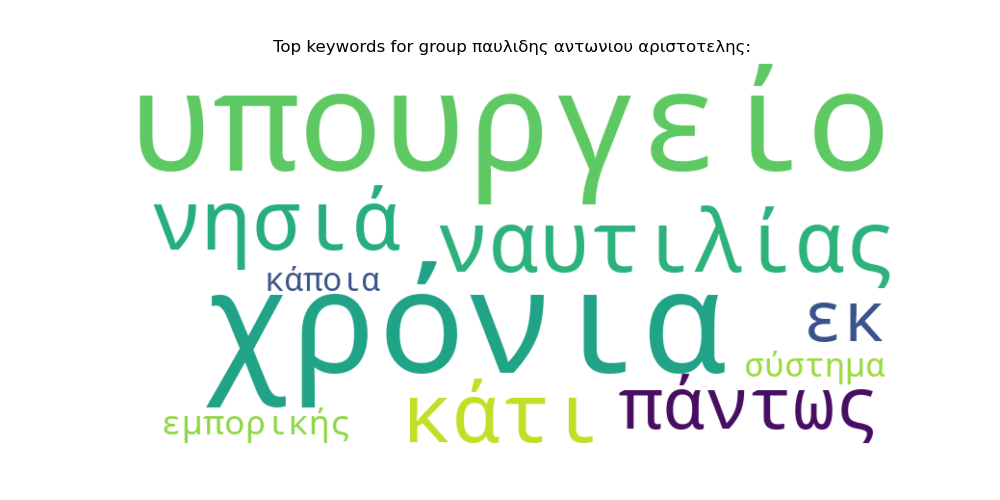 Top keywords for group παυλιδης αντωνιου αριστοτελης:
υπουργείο
νησιά
ναυτιλίας
κάποια
χρόνια
εκ
σύστημα
πάντως
κάτι
εμπορικής